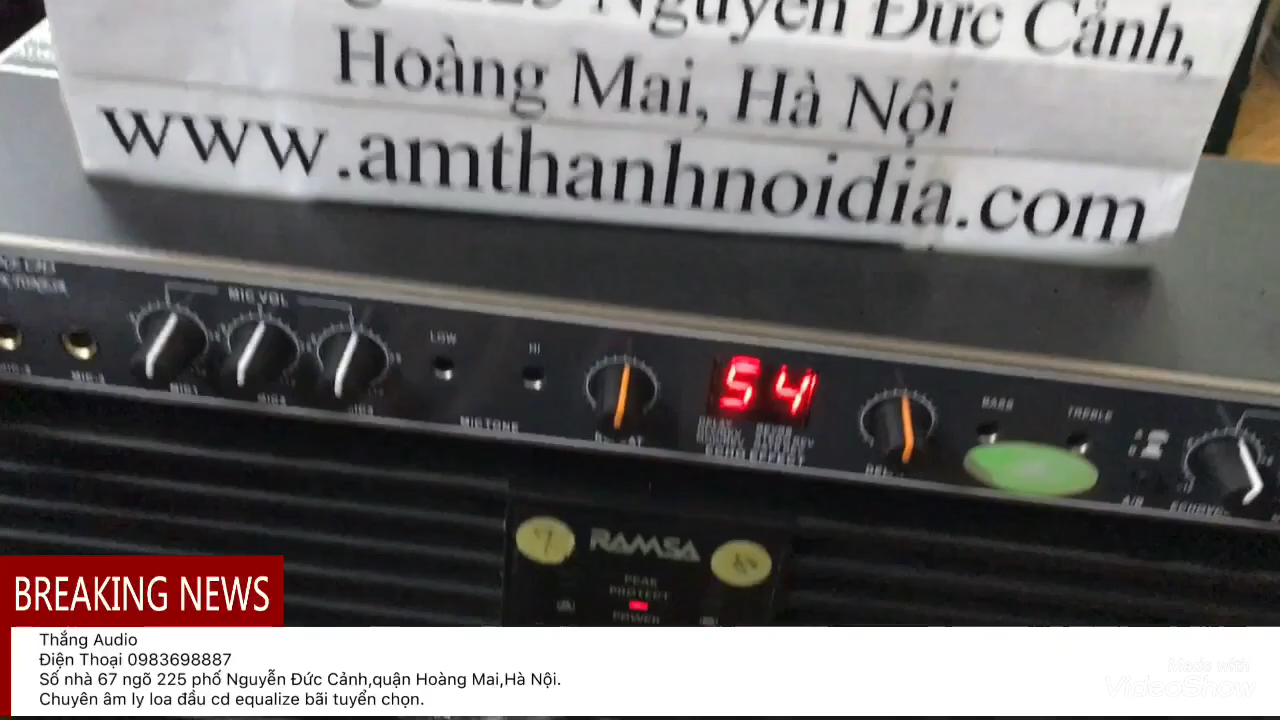 225 Nguyễn Đức Cảnh,
Hoàng Mai, Hà Nội
www.amthanhnoidia.com
MIC VOL
LOW
HI
MIC TONE
54
BASS
TREBLE
ECHO EFFECT
RAMSA
PEAK
PROTECT
POWER
BREAKING NEWS
Thắng Audio
Điện Thoại 0983698887
Số nhà 67 ngõ 225 phố Nguyễn Đức Cảnh,quận Hoàng Mai,Hà Nội.
Chuyên âm ly loa đầu cd equalize bãi tuyển chọn.
Made with
VideoShow